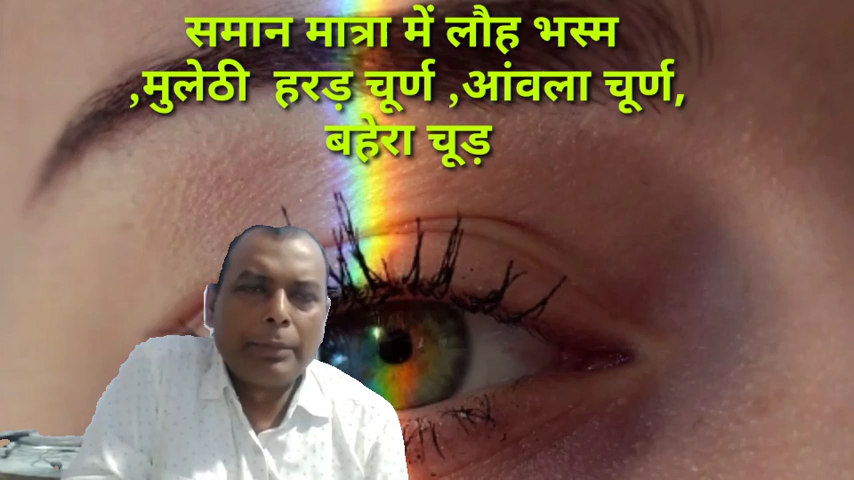 समान मात्रा में लौह भस्म
,मुलेठी हरड़ चूर्ण ,आंवला चूर्ण,
बहेरा चूड़